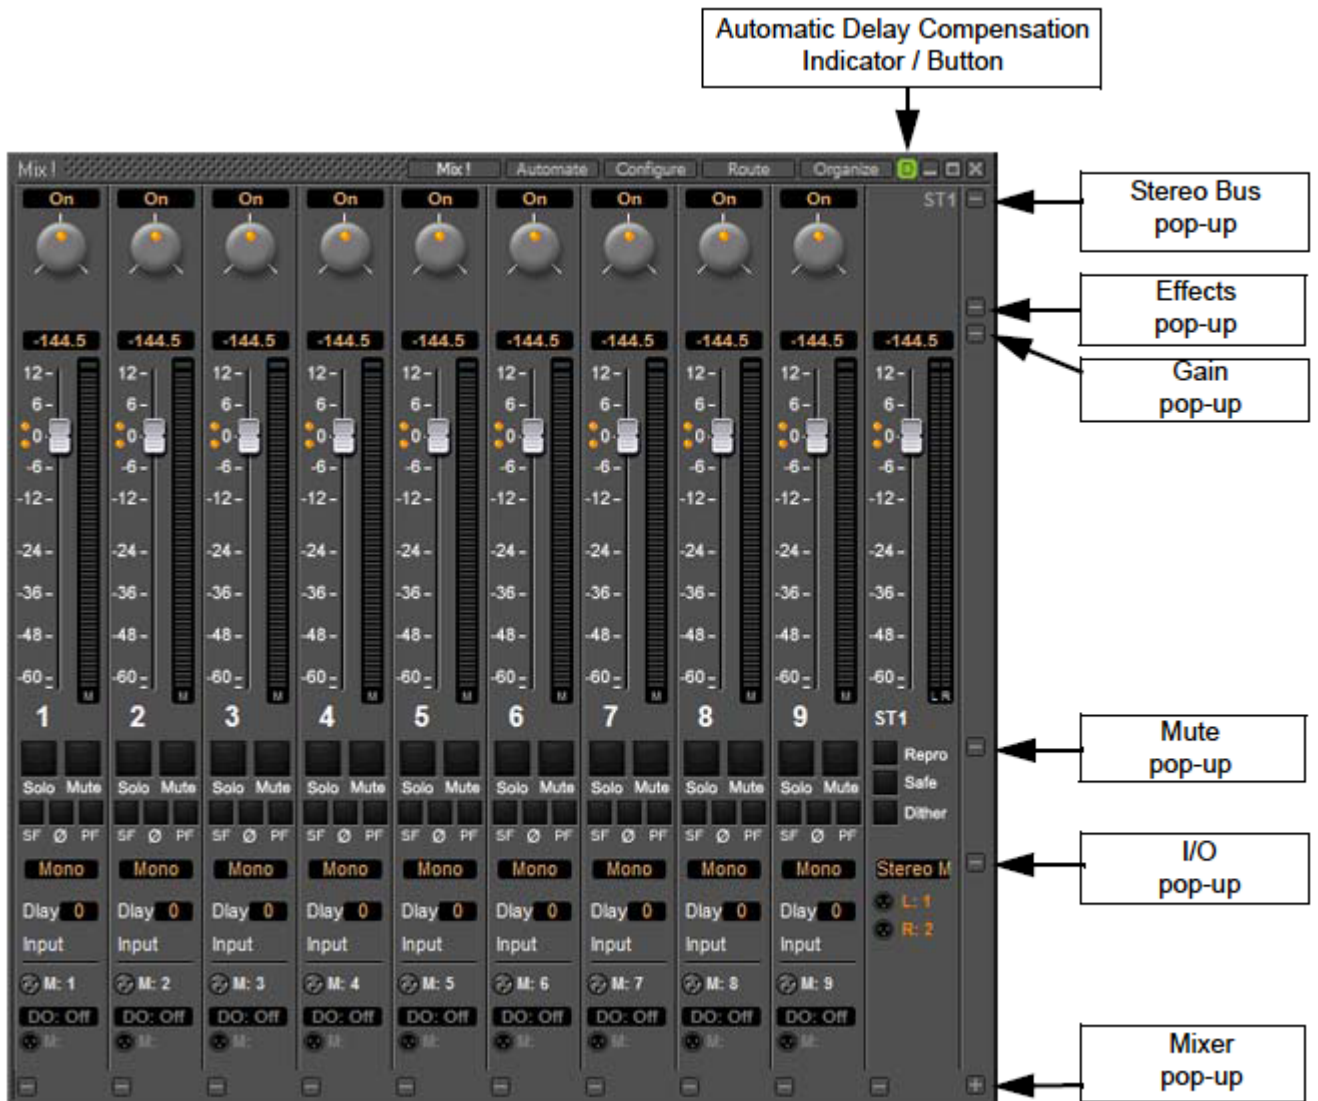 Automatic Delay Compensation
Indicator / Button
Mix ! Mix ! Automate Configure Route Organize D
On On On On On On On On On ST1
Stereo Bus
pop-up
Effects
pop-up
-144.5 -144.5 -144.5 -144.5 -144.5 -144.5 -144.5 -144.5 -144.5 -144.5
Gain
pop-up
12 12 12 12 12 12 12 12 12 12
6 6 6 6 6 6 6 6 6 6
0 0 0 0 0 0 0 0 0 0
-6 -6 -6 -6 -6 -6 -6 -6 -6 -6
-12 -12 -12 -12 -12 -12 -12 -12 -12 -12
-24 -24 -24 -24 -24 -24 -24 -24 -24 -24
-36 -36 -36 -36 -36 -36 -36 -36 -36 -36
-48 -48 -48 -48 -48 -48 -48 -48 -48 -48
-60 -60 -60 -60 -60 -60 -60 -60 -60 -60
M M M M M M M M M L R
1 2 3 4 5 6 7 8 9 ST1
Mute
pop-up
Repro
Solo Mute Solo Mute Solo Mute Solo Mute Solo Mute Solo Mute Solo Mute Solo Mute Solo Mute Safe
Dither
SF Ø PF SF Ø PF SF Ø PF SF Ø PF SF Ø PF SF Ø PF SF Ø PF SF Ø PF SF Ø PF
I/O
pop-up
Mono Mono Mono Mono Mono Mono Mono Mono Mono Stereo M
Dlay 0 Dlay 0 Dlay 0 Dlay 0 Dlay 0 Dlay 0 Dlay 0 Dlay 0 Dlay 0 L: 1
Input Input Input Input Input Input Input Input Input R: 2
M: 1 M: 2 M: 3 M: 4 M: 5 M: 6 M: 7 M: 8 M: 9
DO: Off DO: Off DO: Off DO: Off DO: Off DO: Off DO: Off DO: Off DO: Off
M: M: M: M: M: M: M: M: M:
Mixer
pop-up